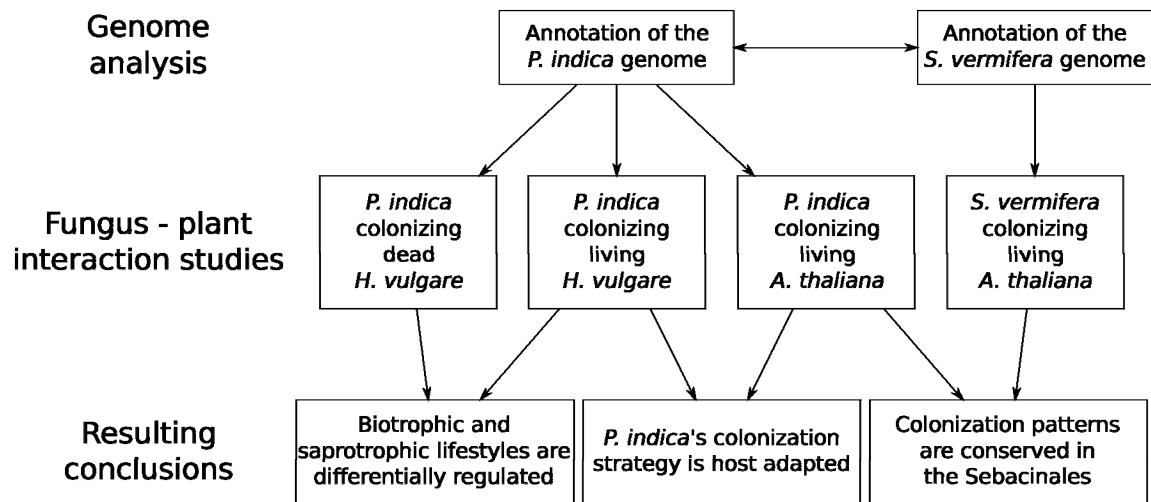 Genome
analysis
Annotation of the
P. indica genome
Annotation of the
S. vermifera genome
Fungus - plant
interaction studies
P. indica
colonizing
dead
H. vulgare
P. indica
colonizing
living
H. vulgare
P. indica
colonizing
living
A. thaliana
S. vermifera
colonizing
living
A. thaliana
Resulting
conclusions
Biotrophic and
saprotrophic lifestyles are
differentially regulated
P. indica's colonization
strategy is host adapted
Colonization patterns
are conserved in
the Sebacinales